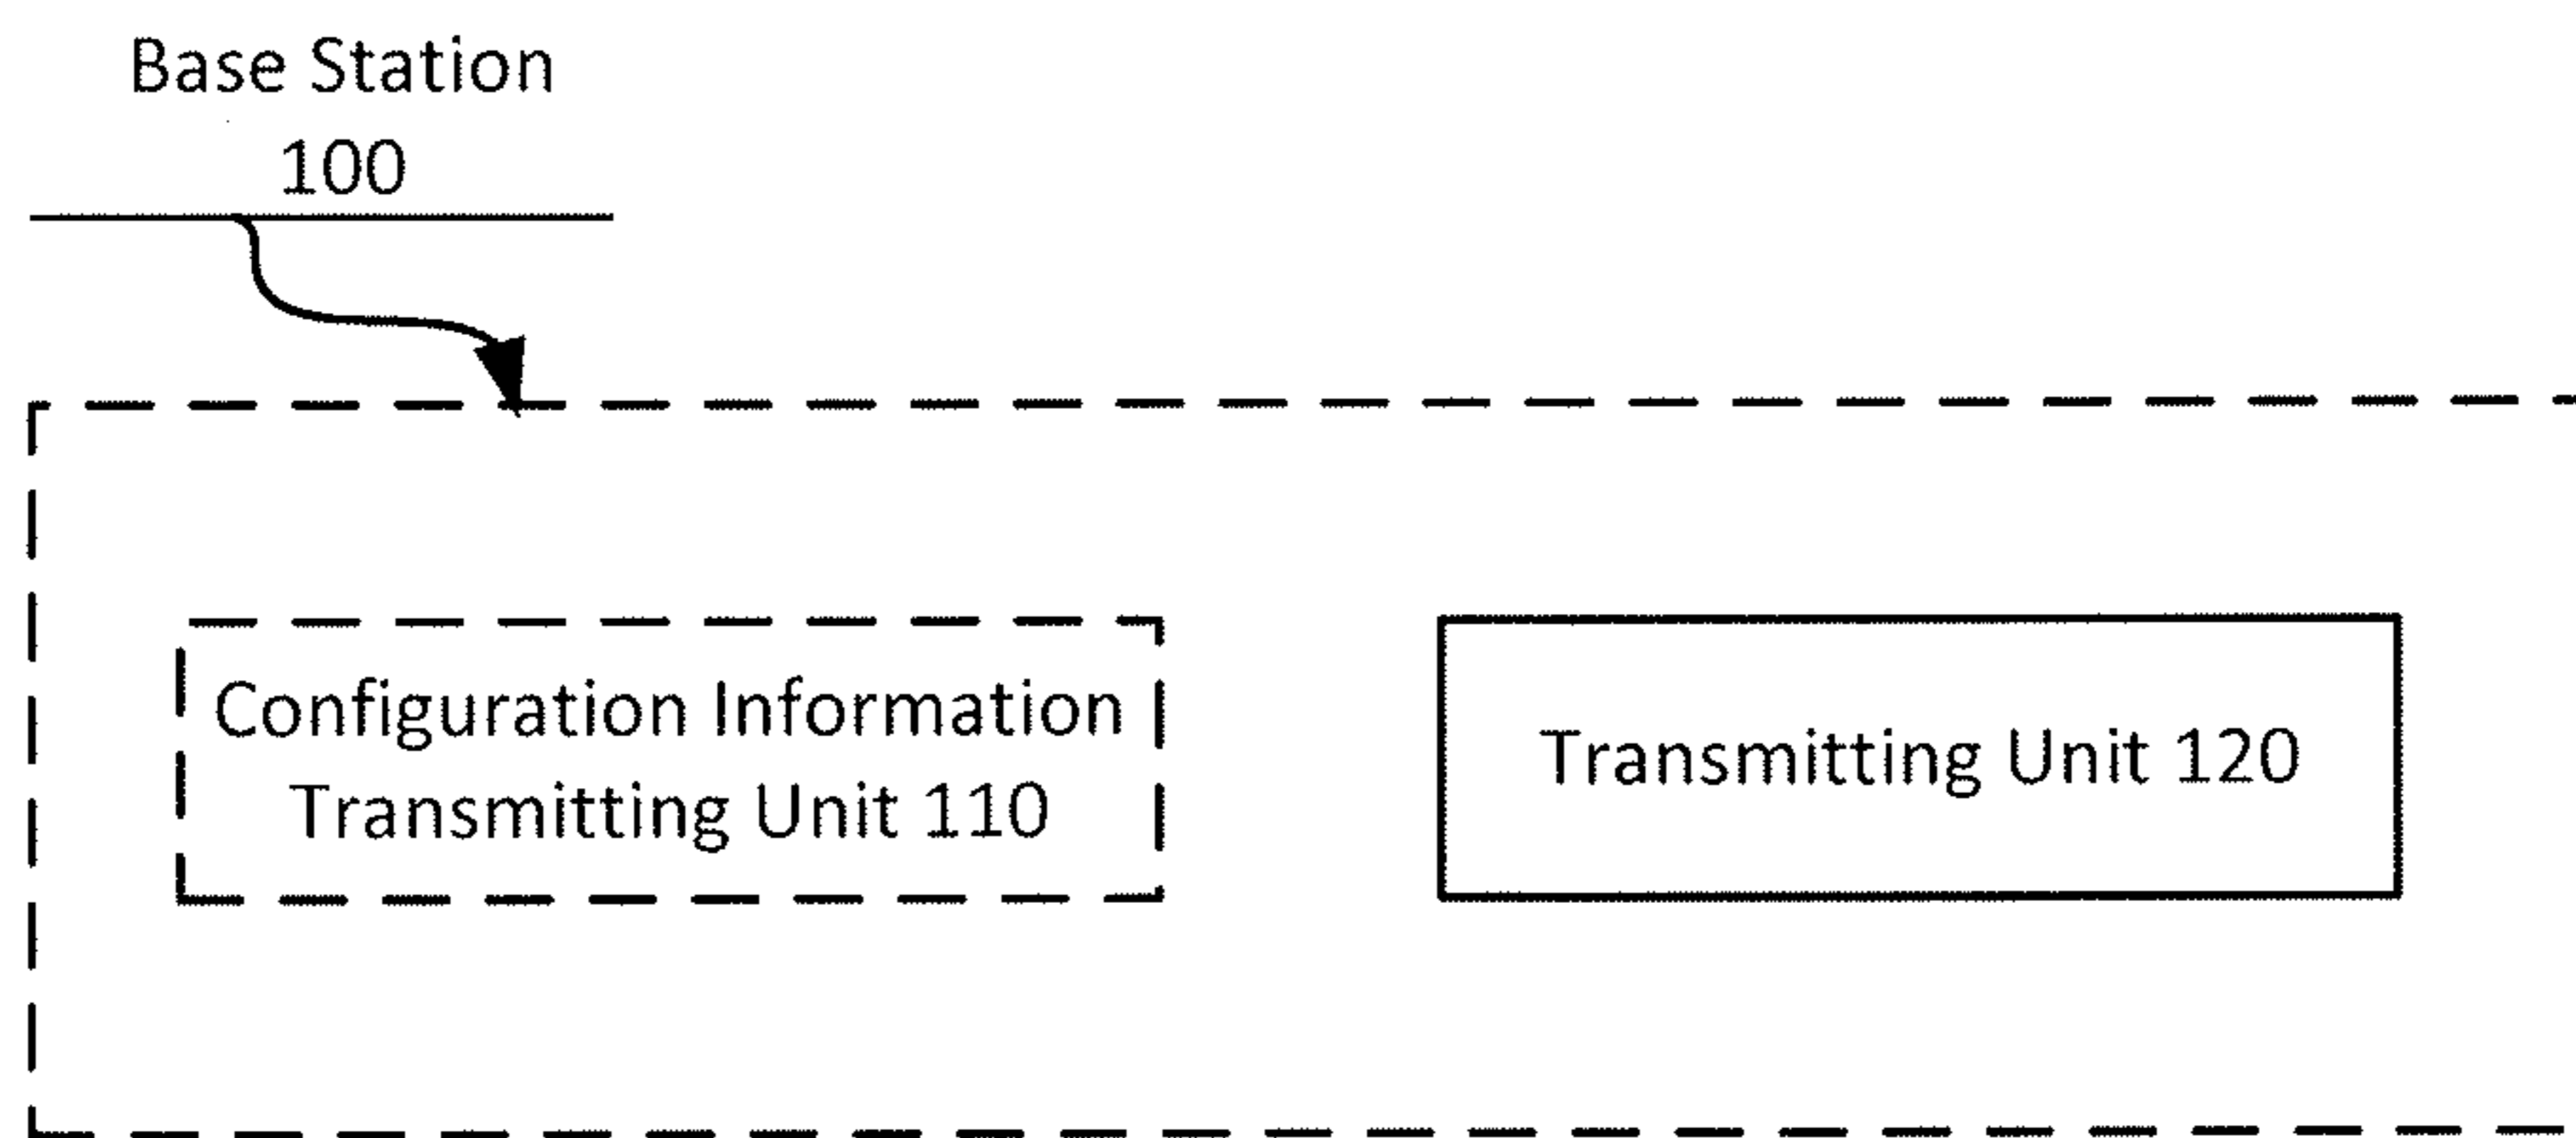 Base Station
100
Configuration Information
Transmitting Unit 110
Transmitting Unit 120